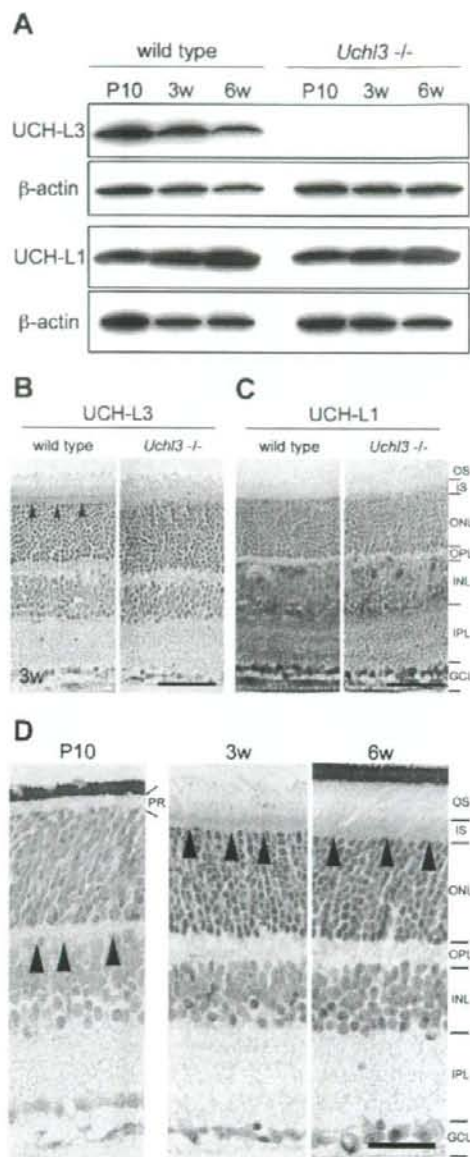 A
wild type Uchl3 -/-
P10 3w 6w P10 3w 6w
UCH-L3
β-actin
UCH-L1
β-actin
B C
UCH-L3 UCH-L1
wild type Uchl3 -/- wild type Uchl3 -/-
OS
IS
ONL
OPL
INL
IPL
GCL
3w
D
P10 3w 6w
PR
OS
IS
ONL
OPL
INL
IPL
GCL